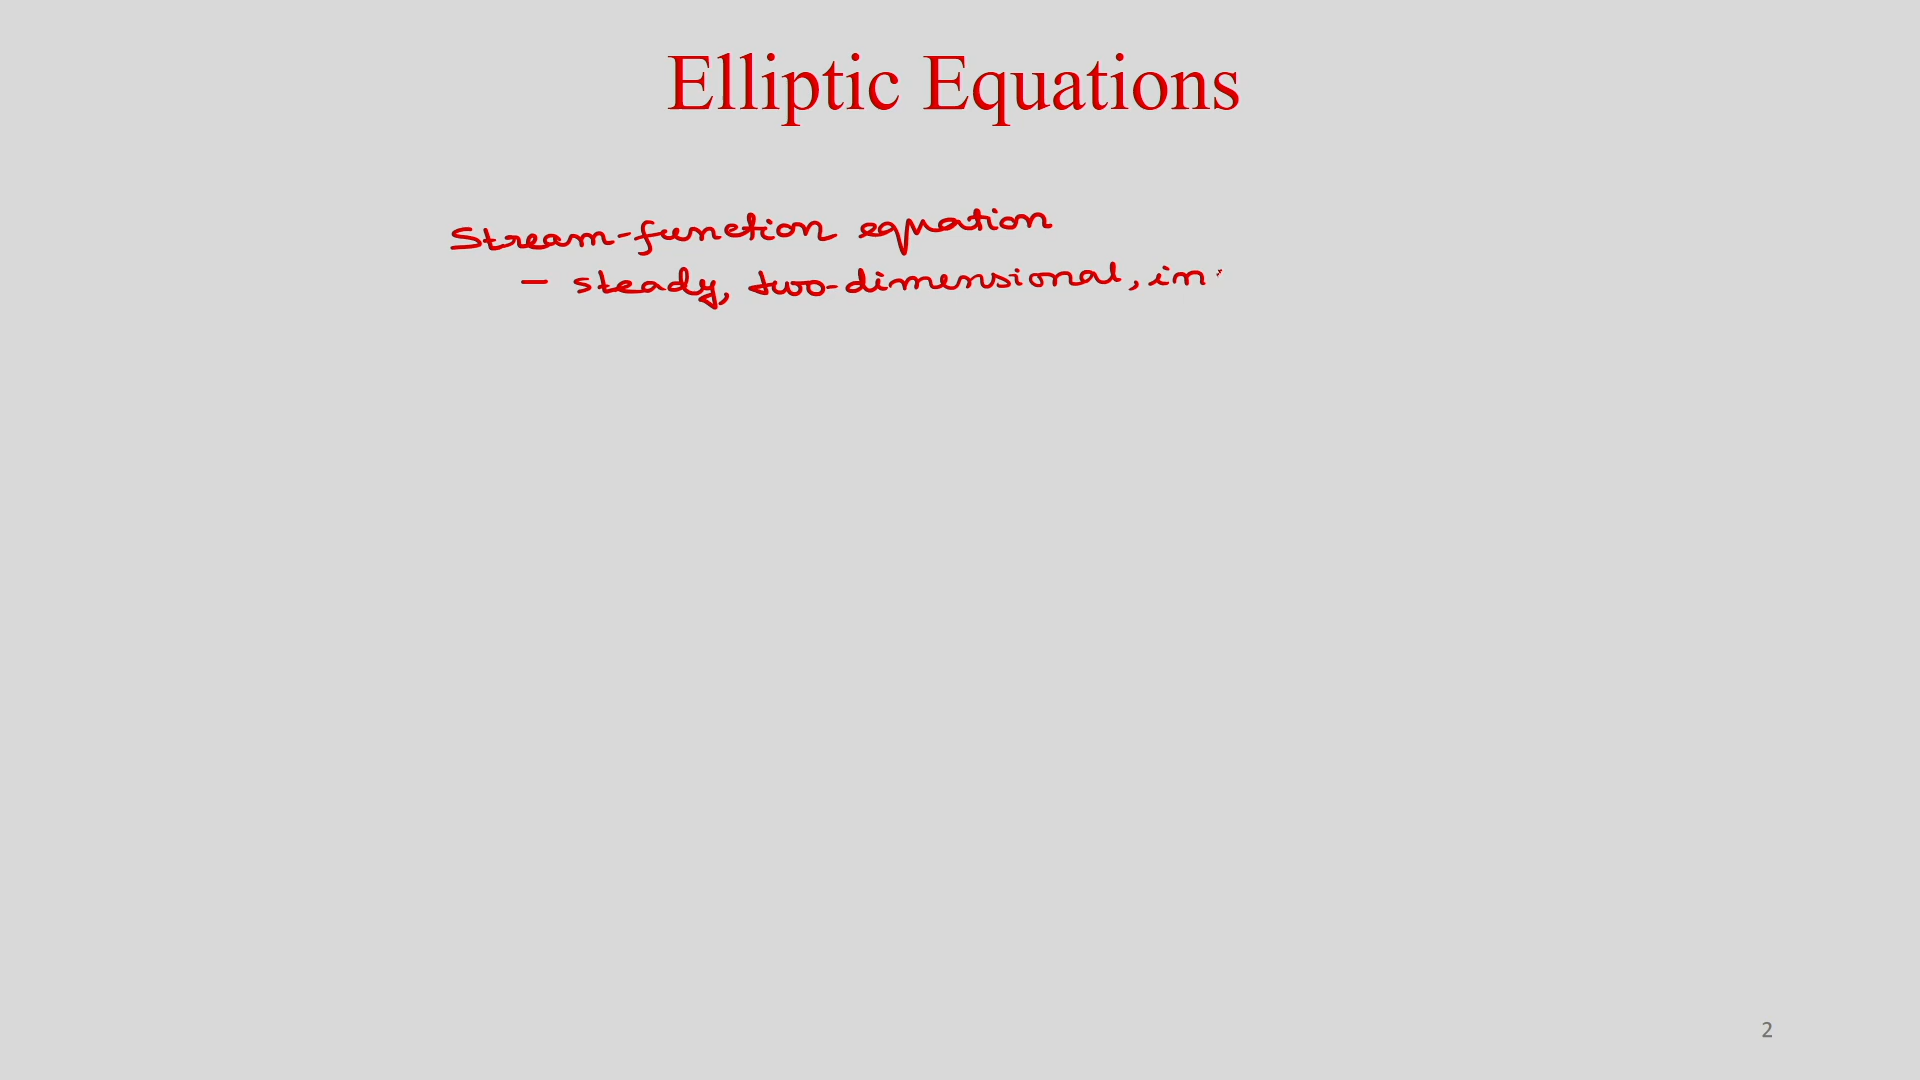 Elliptic Equations
Stream-function equation
- steady, two-dimensional, in
2